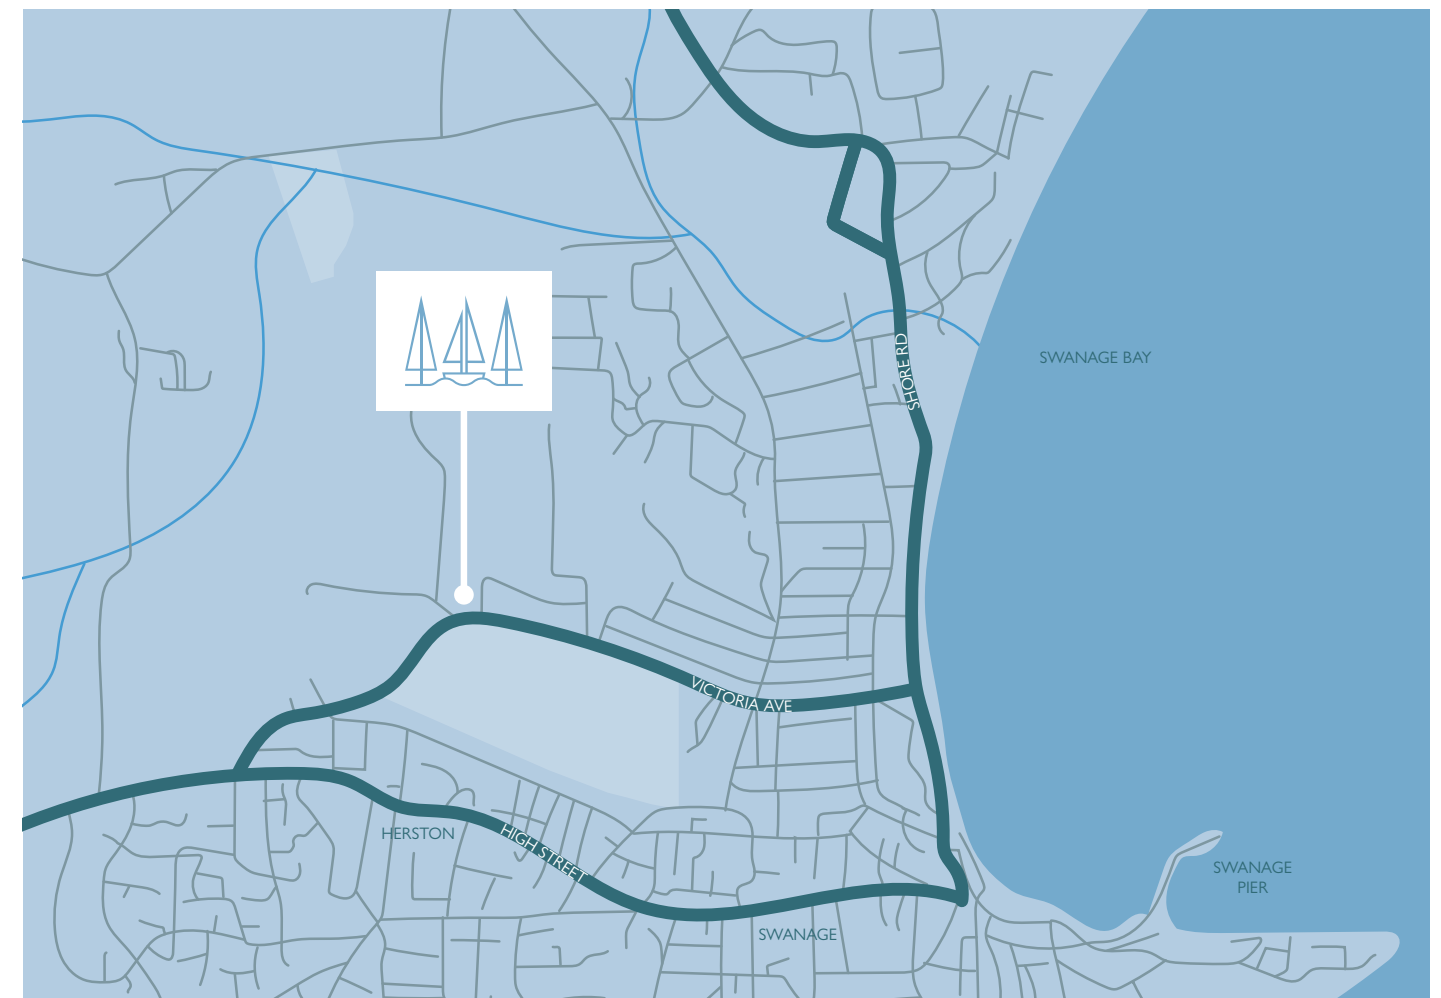 SHORE RD
SWANAGE BAY
VICTORIA AVE
HERSTON
HIGH STREET
SWANAGE
PIER
SWANAGE